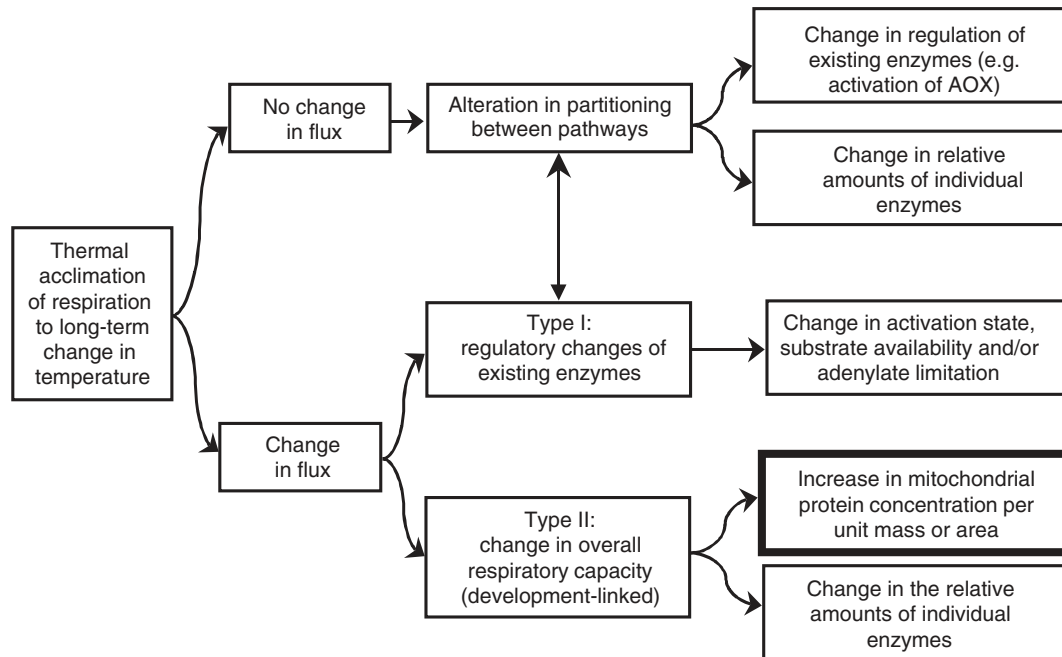 Thermal
acclimation
of respiration
to long-term
change in
temperature
No change
in flux
Alteration in partitioning
between pathways
Change in regulation of
existing enzymes (e.g.
activation of AOX)
Change in relative
amounts of individual
enzymes
Change
in flux
Type I:
regulatory changes of
existing enzymes
Change in activation state,
substrate availability and/or
adenylate limitation
Type II:
change in overall
respiratory capacity
(development-linked)
Increase in mitochondrial
protein concentration per
unit mass or area
Change in the relative
amounts of individual
enzymes